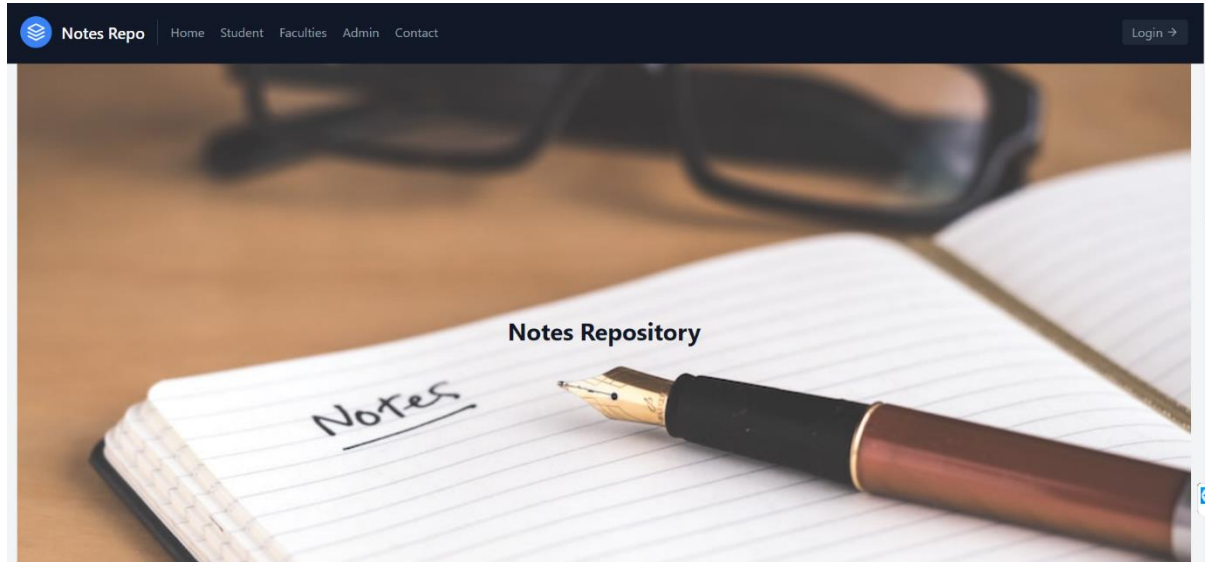 Notes Repo Home Student Faculties Admin Contact Login →
Notes Repository
Notes